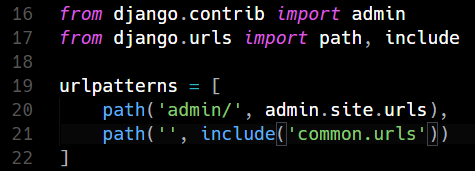 16 from django.contrib import admin
17 from django.urls import path, include
18
19 urlpatterns = [
20     path('admin/', admin.site.urls),
21     path('', include('common.urls'))
22 ]